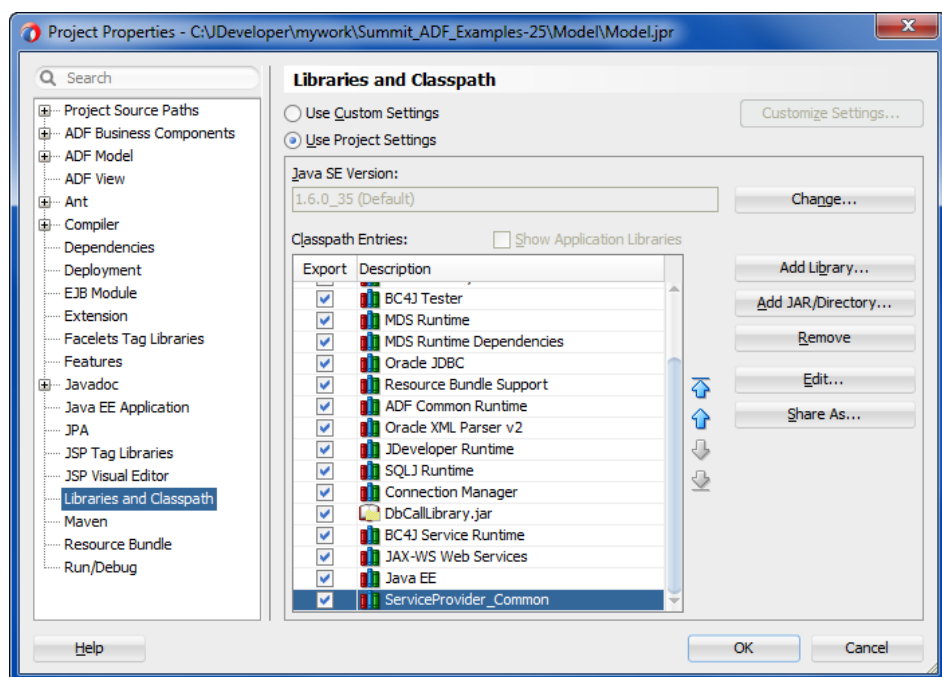 Project Properties - C:\JDeveloper\mywork\Summit_ADF_Examples-25\Model\Model.jpr
Search
Project Source Paths
ADF Business Components
ADF Model
ADF View
Ant
Compiler
Dependencies
Deployment
EJB Module
Extension
Facelets Tag Libraries
Features
Javadoc
Java EE Application
JPA
JSP Tag Libraries
JSP Visual Editor
Libraries and Classpath
Maven
Resource Bundle
Run/Debug
Libraries and Classpath
Use Custom Settings
Customize Settings...
Use Project Settings
Java SE Version:
1.6.0_35 (Default)
Change...
Classpath Entries:
Show Application Libraries
Export Description
BC4J Tester
MDS Runtime
MDS Runtime Dependencies
Oracle JDBC
Resource Bundle Support
ADF Common Runtime
Oracle XML Parser v2
JDeveloper Runtime
SQLJ Runtime
Connection Manager
DbCallLibrary.jar
BC4J Service Runtime
JAX-WS Web Services
Java EE
ServiceProvider_Common
Add Library...
Add JAR/Directory...
Remove
Edit...
Share As...
Help
OK
Cancel